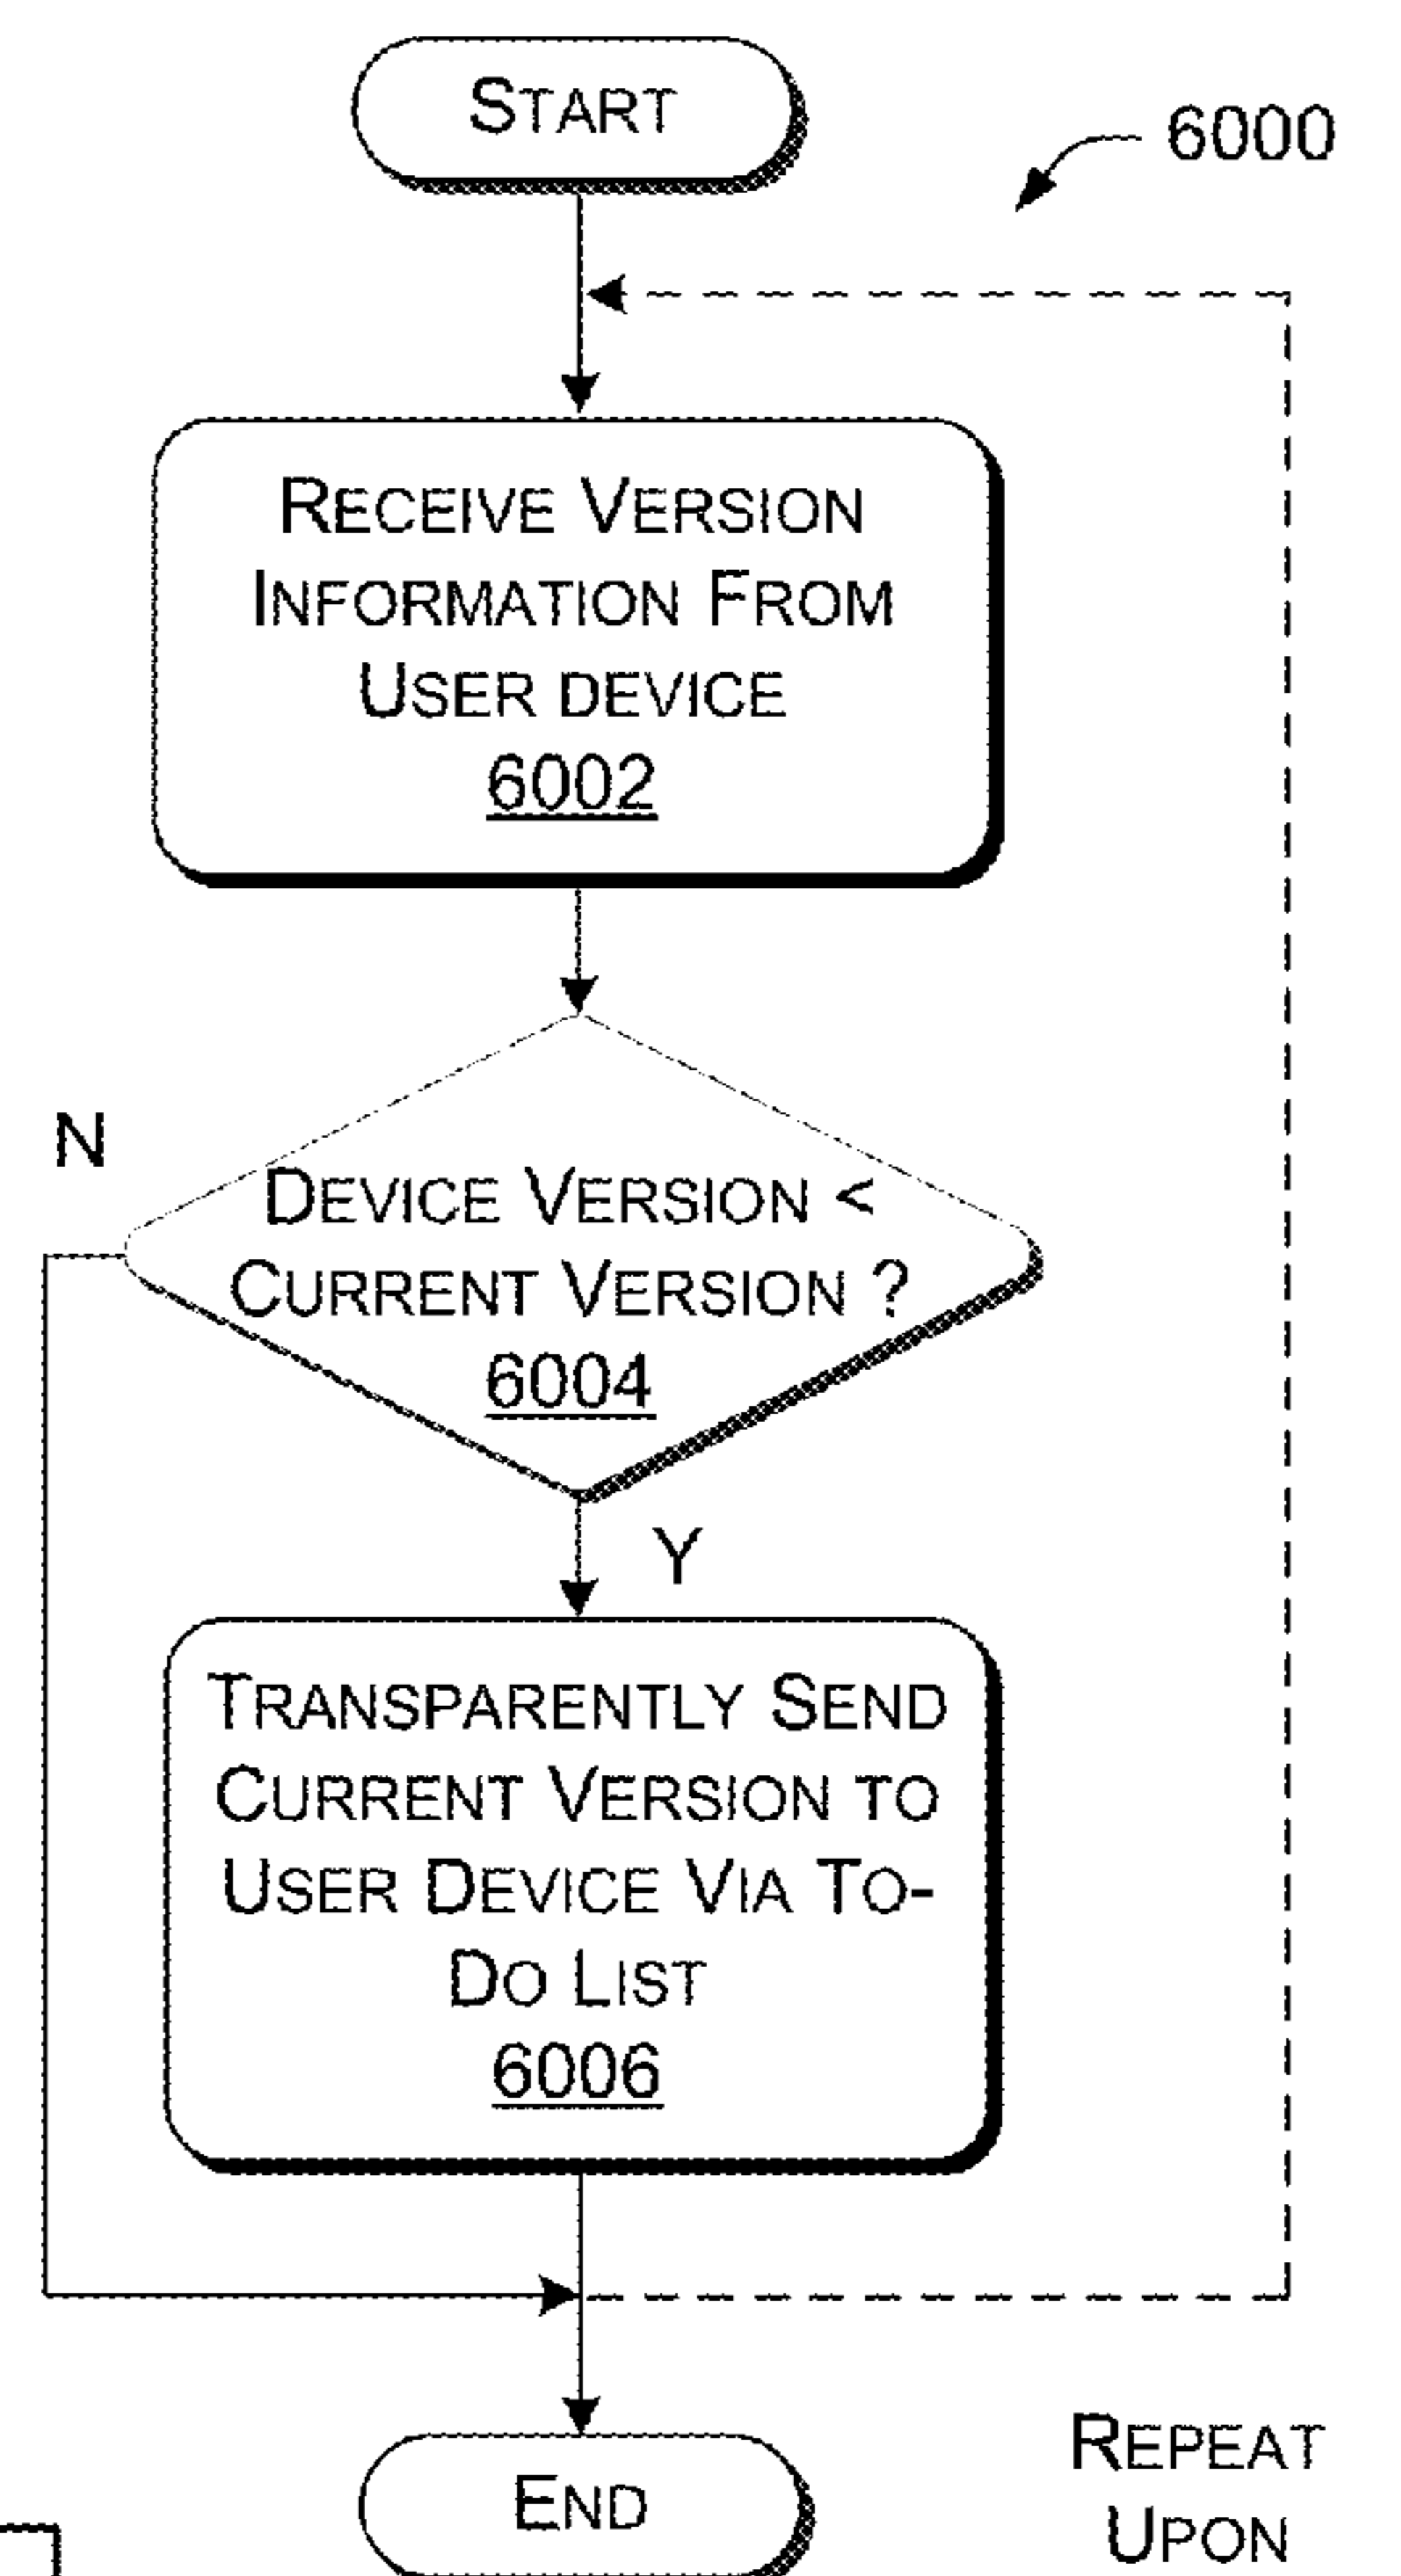 START
6000
RECEIVE VERSION
INFORMATION FROM
USER DEVICE
6002
N
DEVICE VERSION <
CURRENT VERSION ?
6004
Y
TRANSPARENTLY SEND
CURRENT VERSION TO
USER DEVICE VIA TO-
DO LIST
6006
END
REPEAT
UPON